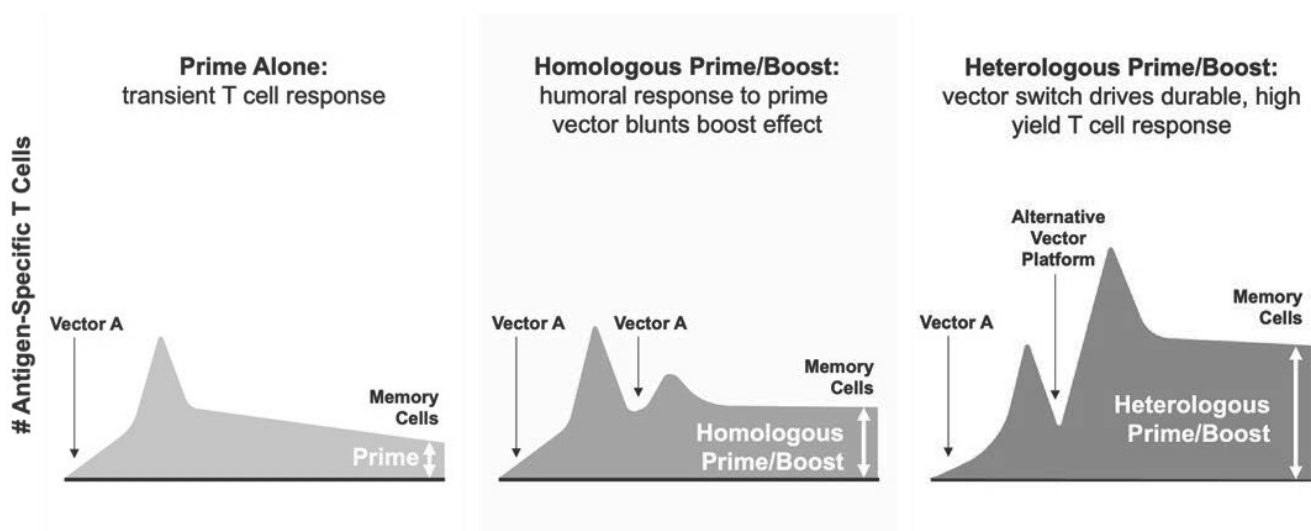 # Antigen-Specific T Cells
Prime Alone:
transient T cell response
Vector A
Memory
Cells
Prime
Homologous Prime/Boost:
humoral response to prime
vector blunts boost effect
Vector A
Vector A
Memory
Cells
Homologous
Prime/Boost
Heterologous Prime/Boost:
vector switch drives durable, high
yield T cell response
Alternative
Vector
Platform
Vector A
Memory
Cells
Heterologous
Prime/Boost